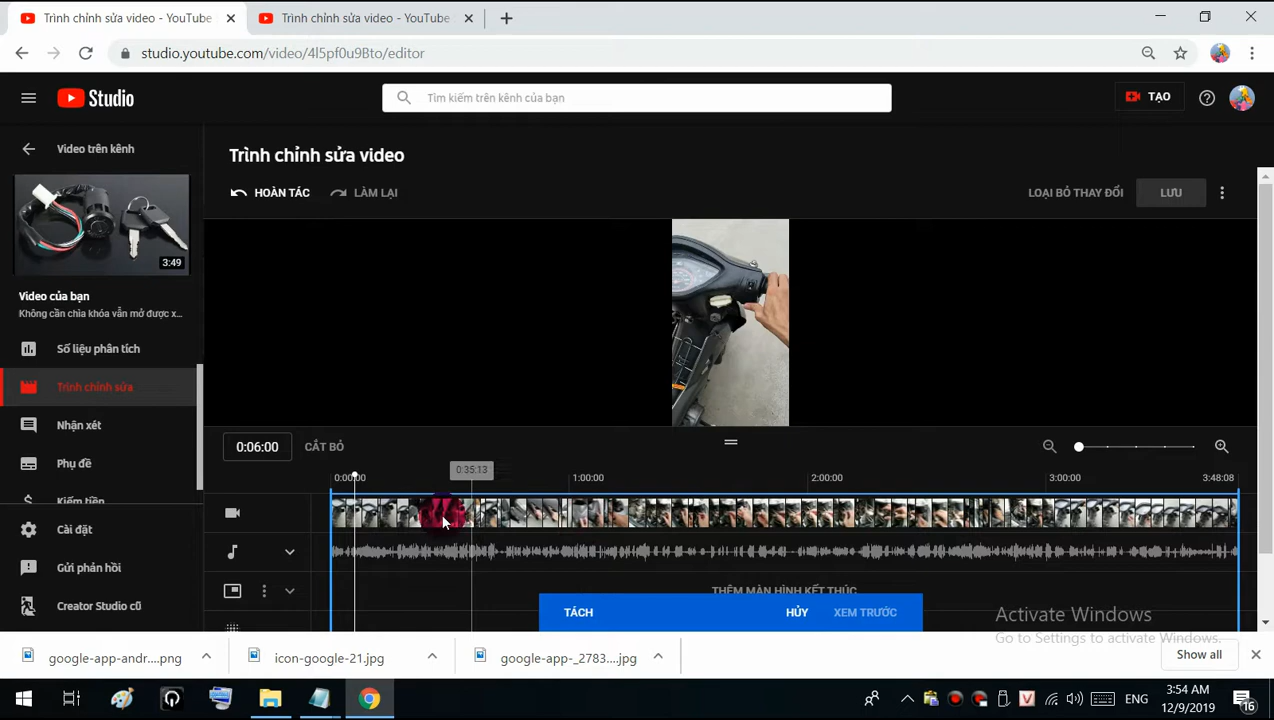 Trình chỉnh sửa video - YouTube
Trình chỉnh sửa video - YouTube
studio.youtube.com/video/4l5pf0u9Bto/editor
Studio
Tìm kiếm trên kênh của bạn
TẠO
Video trên kênh
Trình chỉnh sửa video
HOÀN TÁC
LÀM LẠI
LOẠI BỎ THAY ĐỔI
LƯU
3:49
Video của bạn
Không cần chìa khóa vẫn mở được x...
Số liệu phân tích
Trình chỉnh sửa
Nhận xét
Phụ đề
Kiếm tiền
Cài đặt
Gửi phản hồi
Creator Studio cũ
0:06:00
CẮT BỎ
0:35:13
0:00:00
1:00:00
2:00:00
3:00:00
3:48:08
THÊM MÀN HÌNH KẾT THÚC
TÁCH
HỦY
XEM TRƯỚC
Activate Windows
Go to Settings to activate Windows.
google-app-andr....png
icon-google-21.jpg
google-app-_2783....jpg
Show all
ENG
3:54 AM
12/9/2019
16